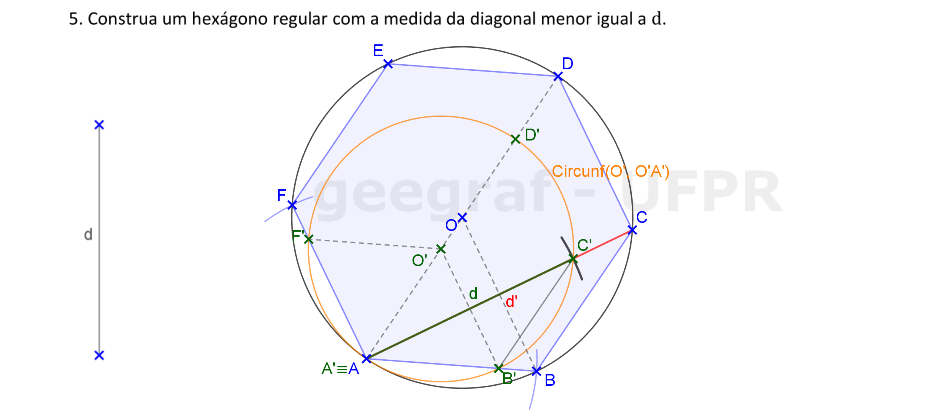 5. Construa um hexágono regular com a medida da diagonal menor igual a d.
E
D
D'
Circunf(O', O'A')
geegraf - UFPR
F
C
O
F'
C'
d
O'
d
d'
A'≡A
B'
B